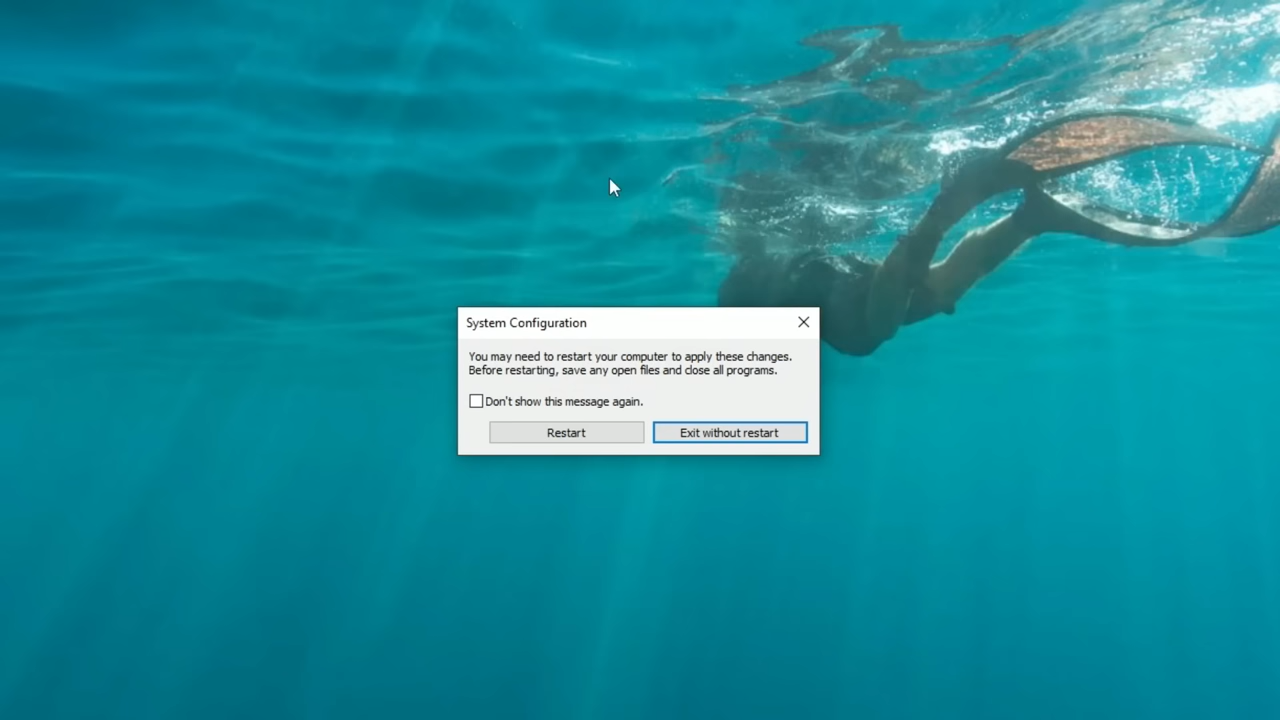 System Configuration
You may need to restart your computer to apply these changes.
Before restarting, save any open files and close all programs.
Don't show this message again.
Restart
Exit without restart